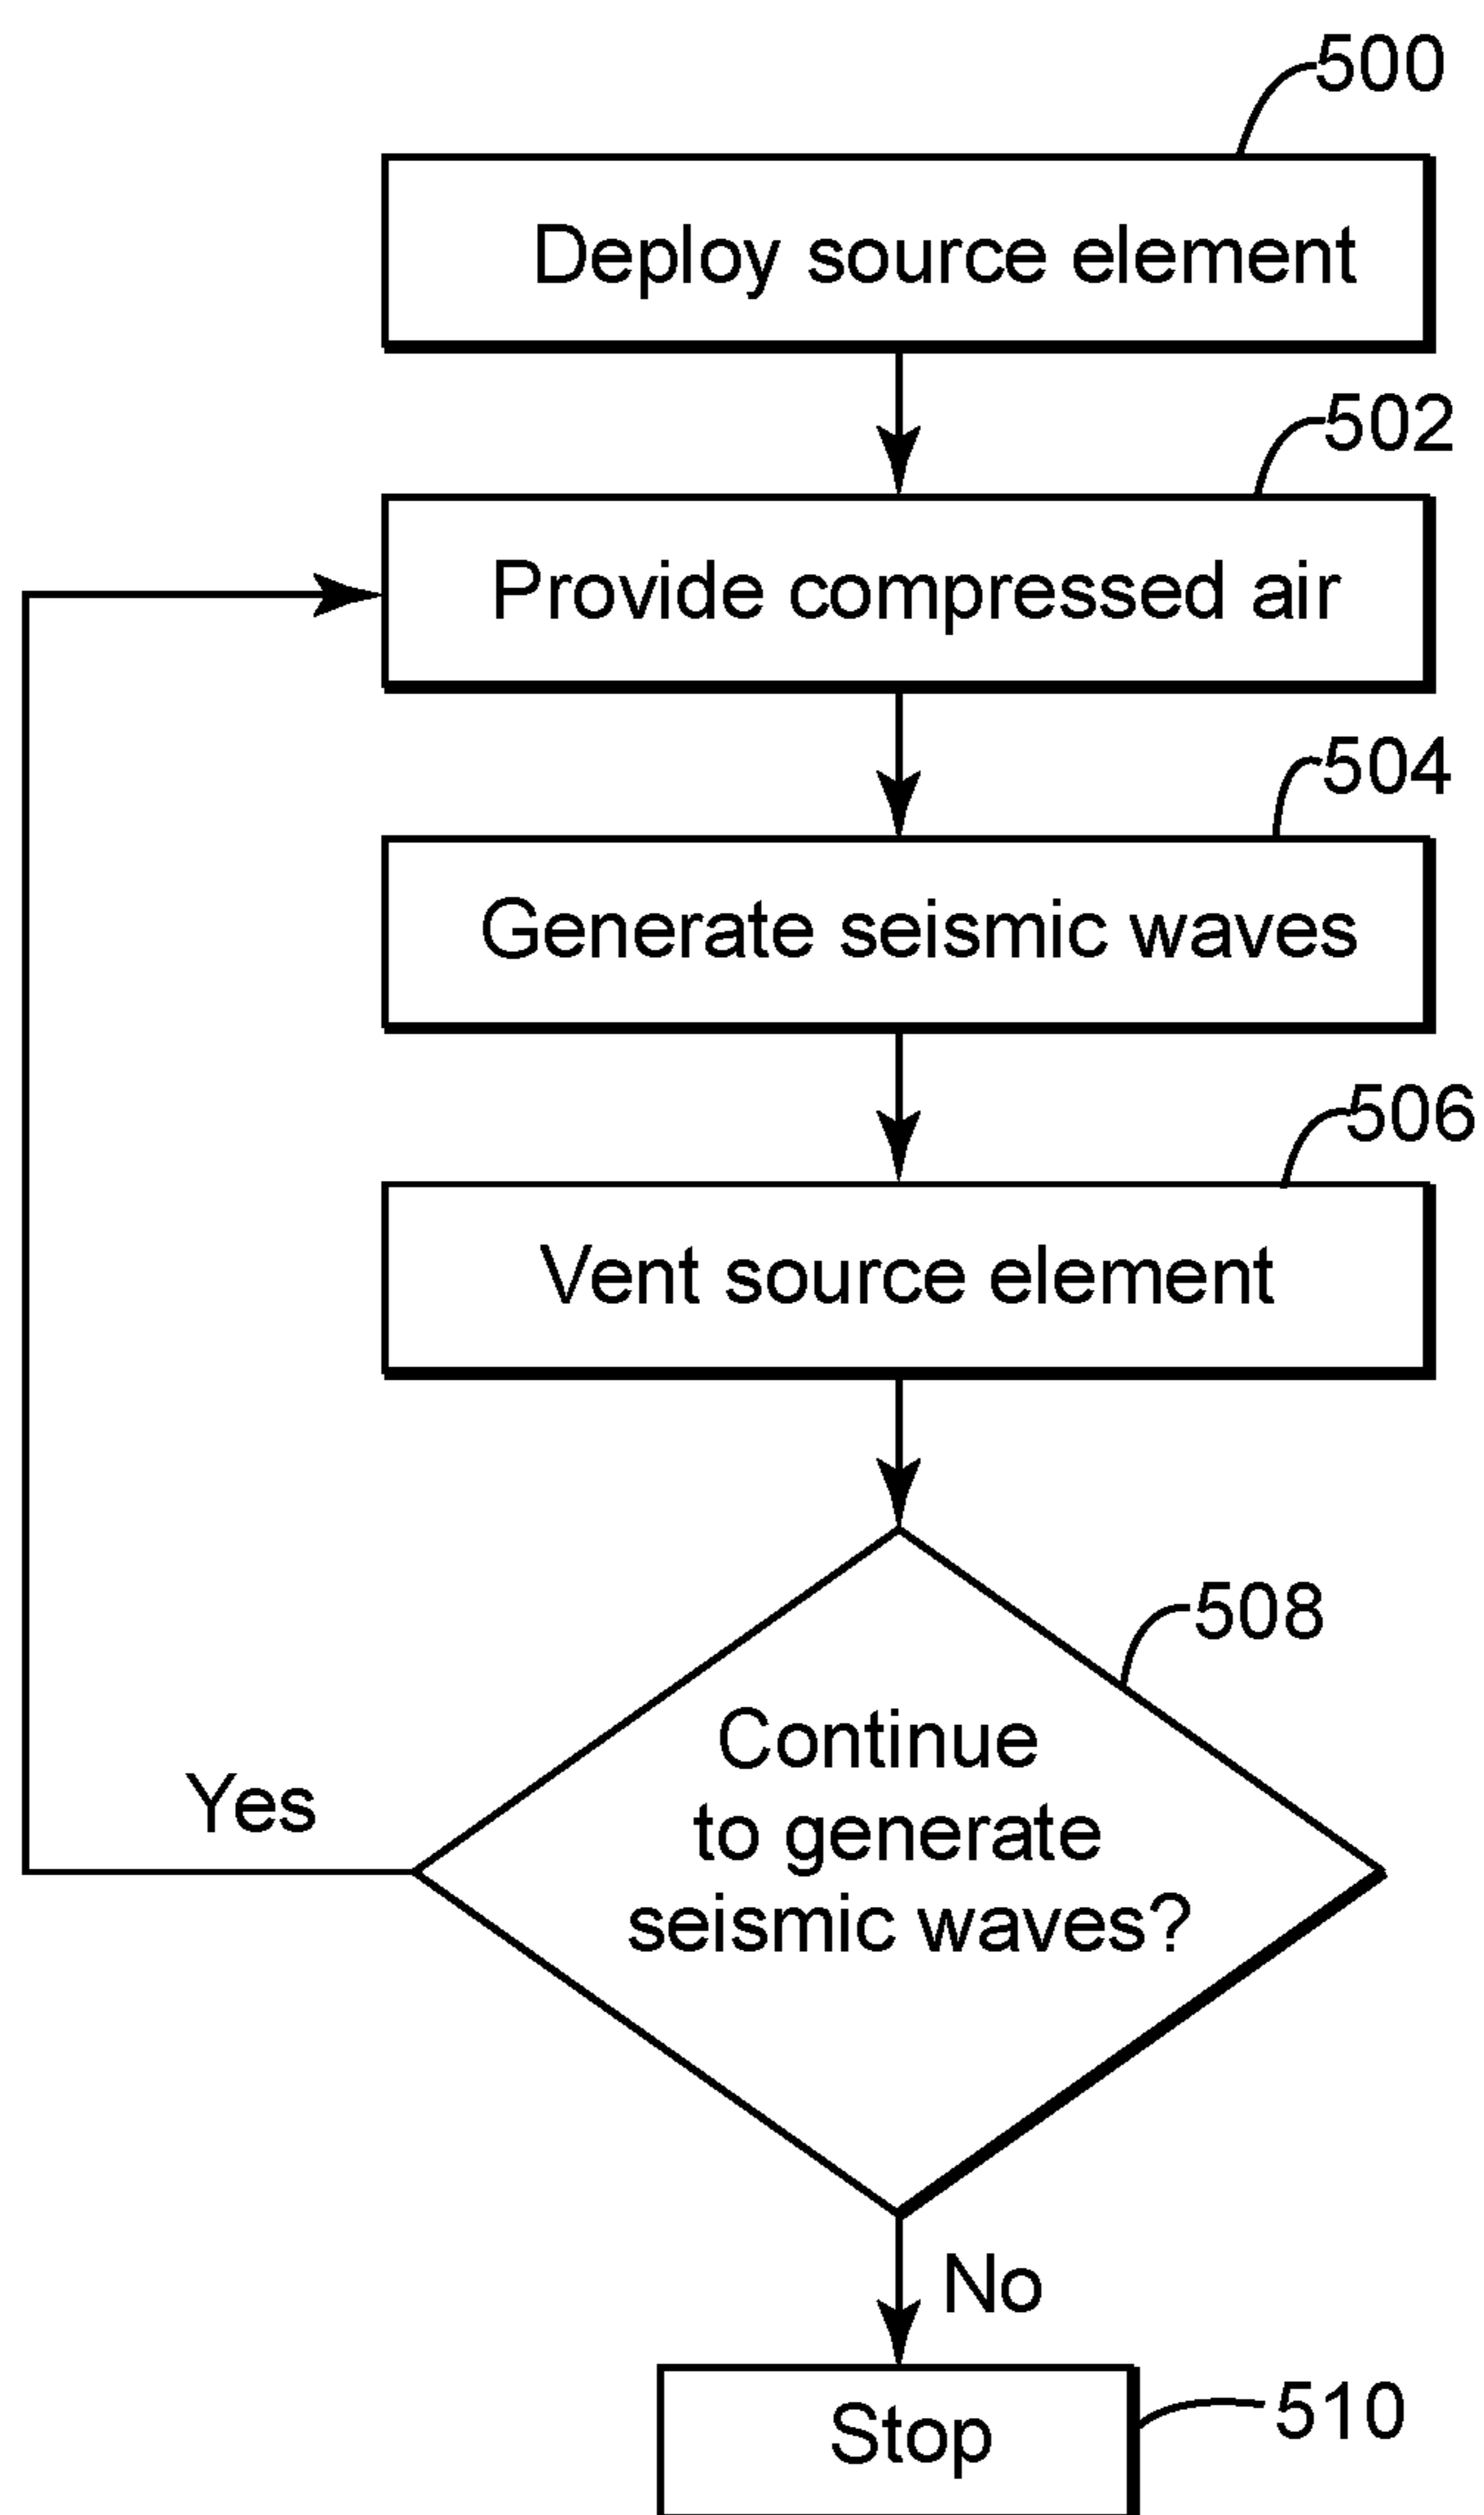 500
Deploy source element
502
Provide compressed air
504
Generate seismic waves
506
Vent source element
508
Continue
to generate
seismic waves?
Yes
No
Stop
510